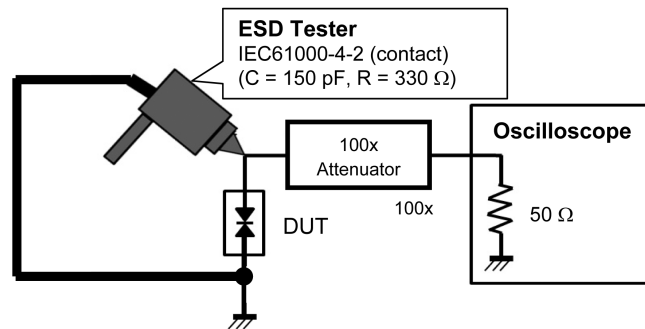 ESD Tester
IEC61000-4-2 (contact)
(C = 150 pF, R = 330 Ω)
100x
Attenuator
100x
Oscilloscope
50 Ω
DUT